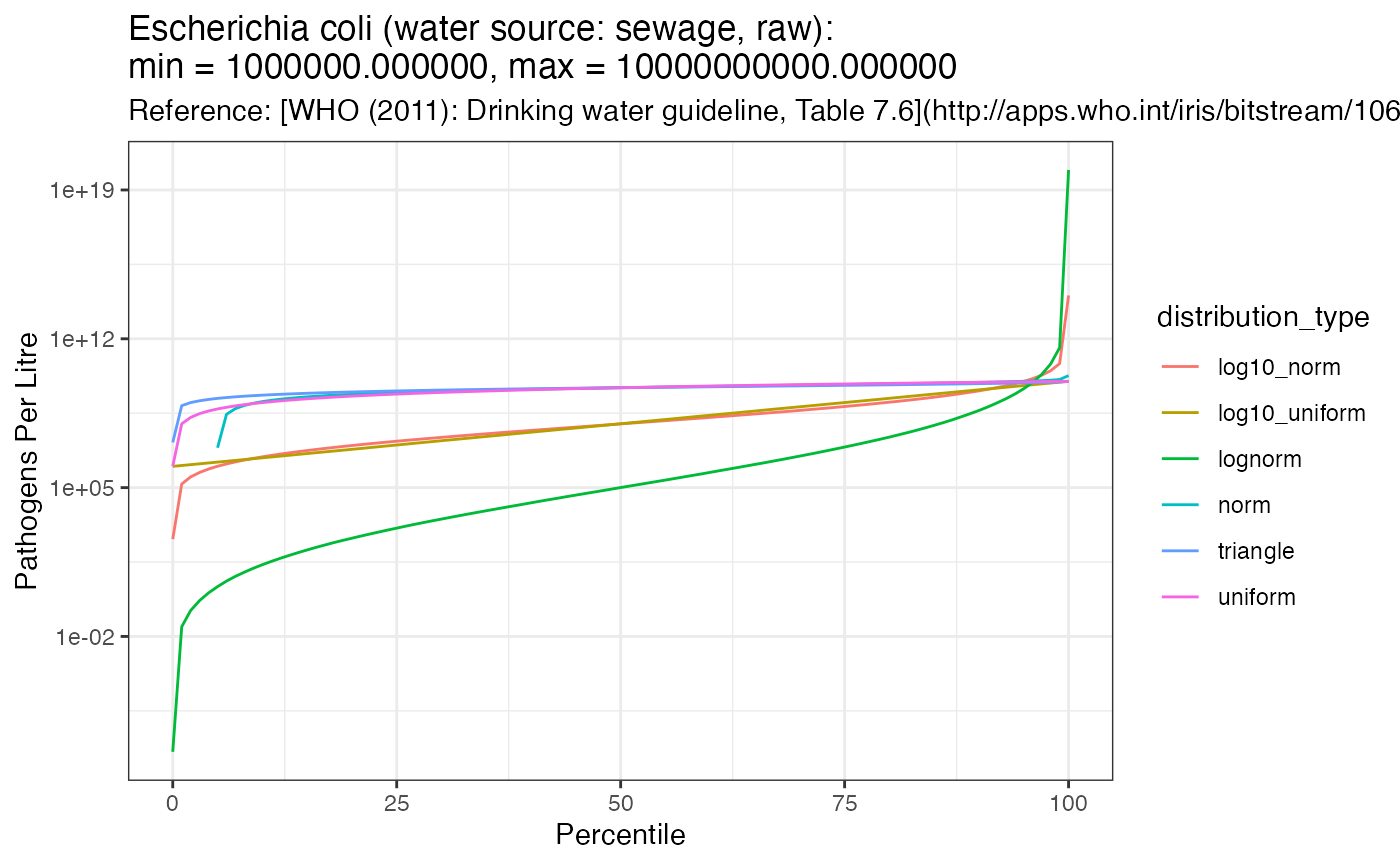 Escherichia coli (water source: sewage, raw):
min = 1000000.000000, max = 10000000000.000000
Reference: [WHO (2011): Drinking water guideline, Table 7.6](http://apps.who.int/iris/bitstream/106
Pathogens Per Litre
1e+19
1e+12
1e+05
1e-02
0 25 50 75 100
Percentile
distribution_type
log10_norm
log10_uniform
lognorm
norm
triangle
uniform